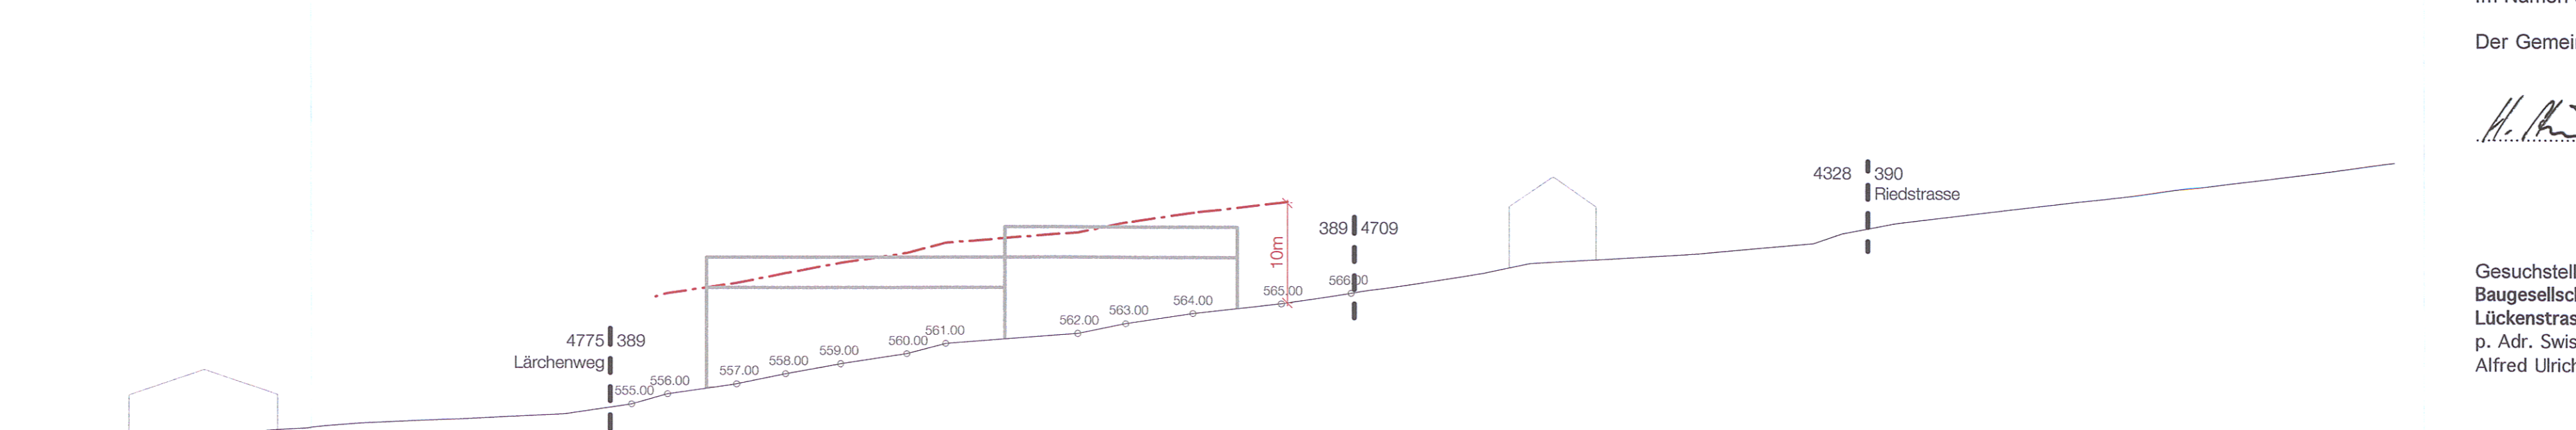 Der Gemei
4328 390
Riedstrasse
389 4709
10m
566.00
565.00
564.00
563.00
562.00
561.00
560.00
559.00
558.00
557.00
556.00
555.00
4775 389
Lärchenweg
Gesuchstell
Baugesellsc
Lückenstras
p. Adr. Swis
Alfred Ulrich